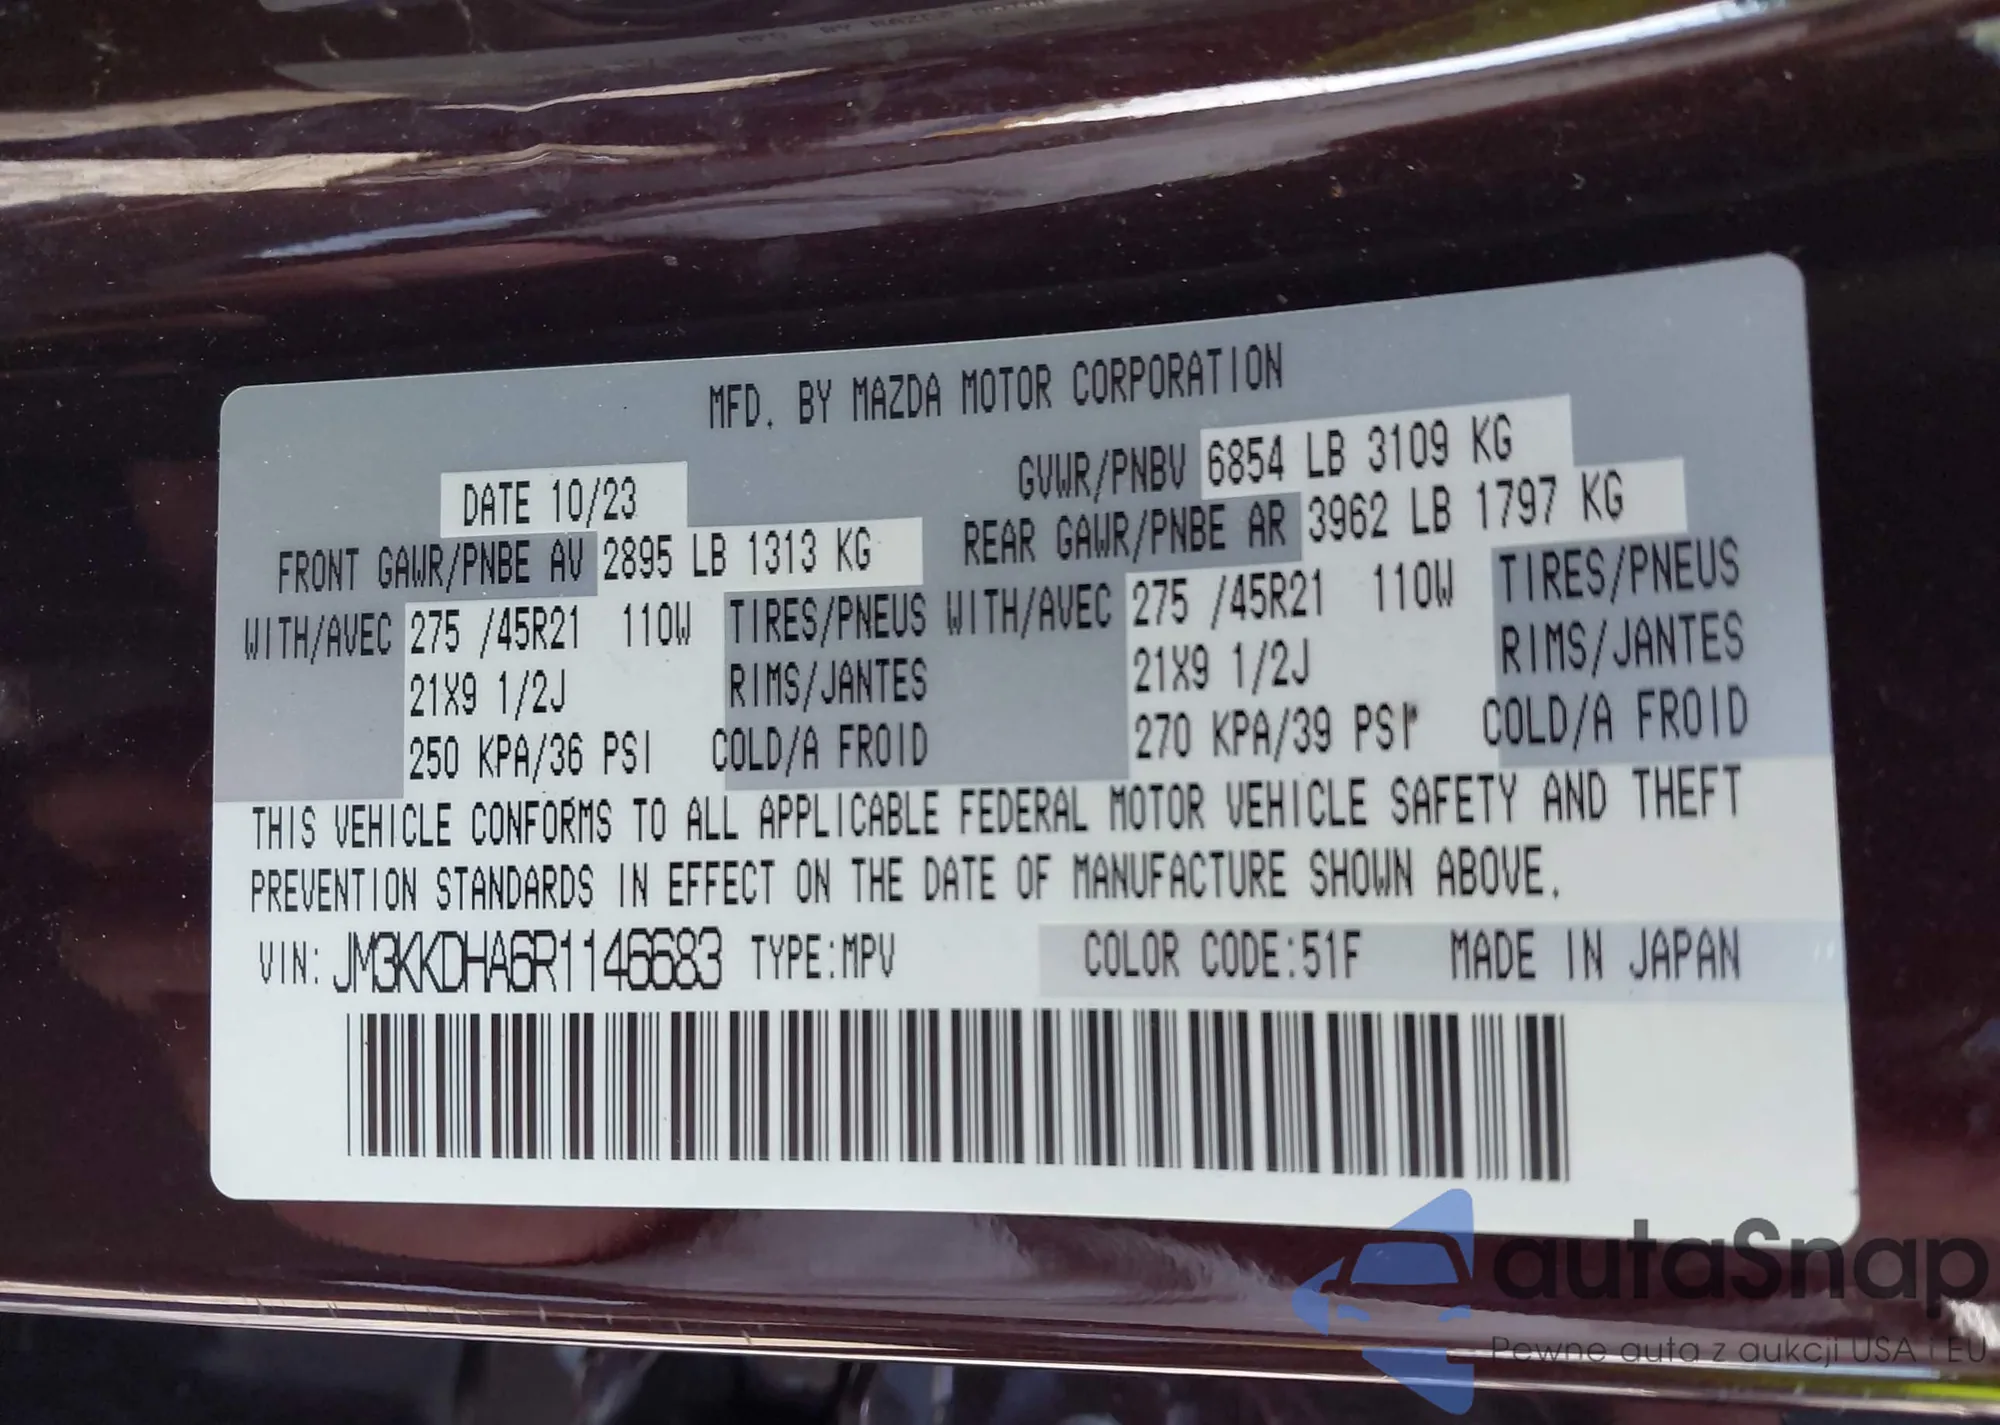 MFD. BY MAZDA MOTOR CORPORATION
DATE 10/23 GVWR/PNBV 6854 LB 3109 KG
FRONT GAWR/PNBE AV 2895 LB 1313 KG REAR GAWR/PNBE AR 3962 LB 1797 KG
WITH/AVEC 275 /45R21 110W TIRES/PNEUS WITH/AVEC 275 /45R21 110W TIRES/PNEUS
21X9 1/2J RIMS/JANTES 21X9 1/2J RIMS/JANTES
250 KPA/36 PSI COLD/A FROID 270 KPA/39 PSI COLD/A FROID
THIS VEHICLE CONFORMS TO ALL APPLICABLE FEDERAL MOTOR VEHICLE SAFETY AND THEFT
PREVENTION STANDARDS IN EFFECT ON THE DATE OF MANUFACTURE SHOWN ABOVE.
VIN: JM3KKDHA6R1146683 TYPE:MPV COLOR CODE:51F MADE IN JAPAN
autaSnap
Pewne auta z aukcji USA i EU